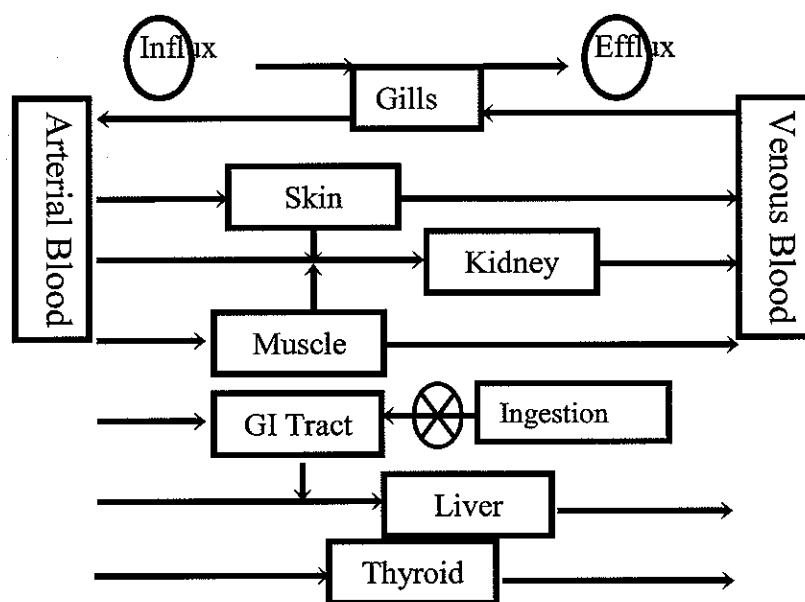 Influx
Efflux
Gills
Arterial Blood
Venous Blood
Skin
Kidney
Muscle
GI Tract
Ingestion
Liver
Thyroid